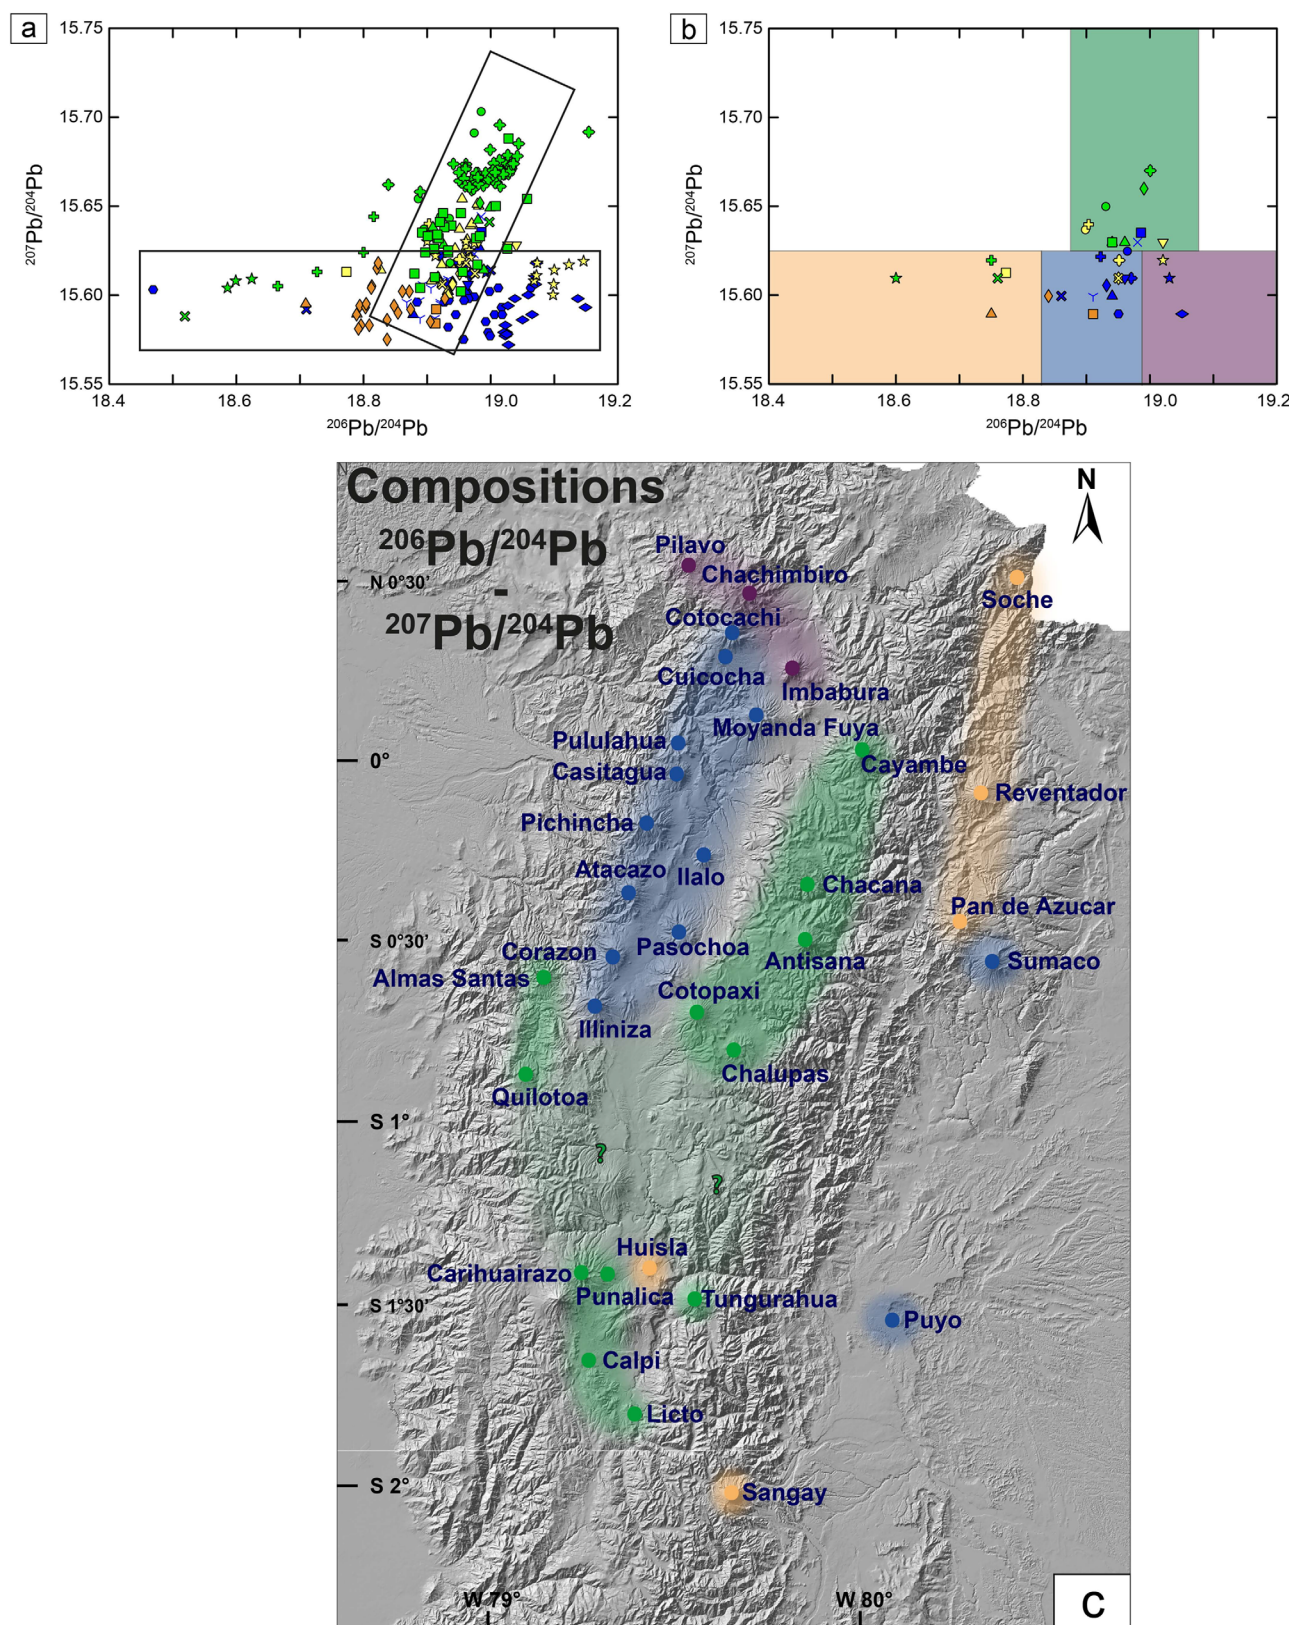 a
15.75
15.70
15.65
15.60
15.55
207Pb/204Pb
18.4
18.6
18.8
19.0
19.2
206Pb/204Pb
b
15.75
15.70
15.65
15.60
15.55
207Pb/204Pb
18.4
18.6
18.8
19.0
19.2
206Pb/204Pb
Compositions
206Pb/204Pb
-
207Pb/204Pb
N
N
N 0°30'
0°
S 0°30'
S 1°
S 1°30'
S 2°
Pilavo
Chachimbiro
Soche
Cotocachi
Cuicocha
Imbabura
Moyanda Fuya
Pululahua
Cayambe
Casitagua
Reventador
Pichincha
Atacazo
Ilalo
Chacana
Pan de Azucar
Corazon
Pasochoa
Antisana
Sumaco
Almas Santas
Cotopaxi
Illiniza
Chalupas
Quilotoa
?
?
Huisla
Carihuairazo
Punalica
Tungurahua
Puyo
Calpi
Licto
Sangay
W 79°
W 80°
C